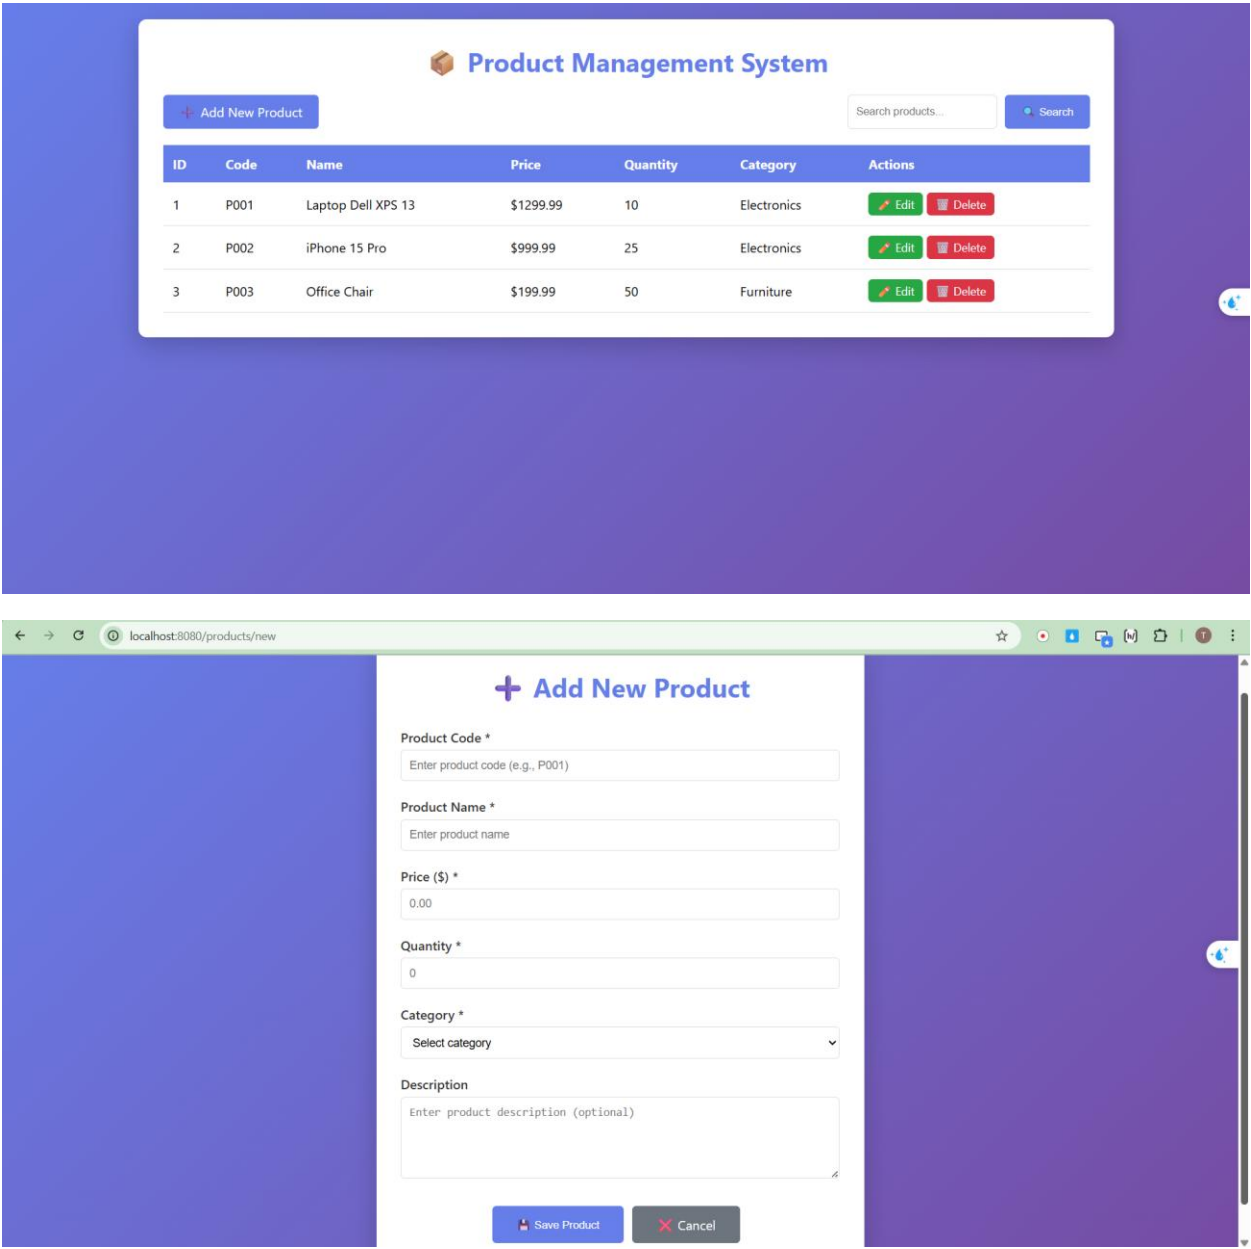 📦 Product Management System
➕ Add New Product Search products... 🔍 Search
ID Code Name Price Quantity Category Actions
1 P001 Laptop Dell XPS 13 $1299.99 10 Electronics ✏️ Edit 🗑️ Delete
2 P002 iPhone 15 Pro $999.99 25 Electronics ✏️ Edit 🗑️ Delete
3 P003 Office Chair $199.99 50 Furniture ✏️ Edit 🗑️ Delete
localhost:8080/products/new T
➕ Add New Product
Product Code *
Enter product code (e.g., P001)
Product Name *
Enter product name
Price ($) *
0.00
Quantity *
0
Category *
Select category
Description
Enter product description (optional)
💾 Save Product ❌ Cancel